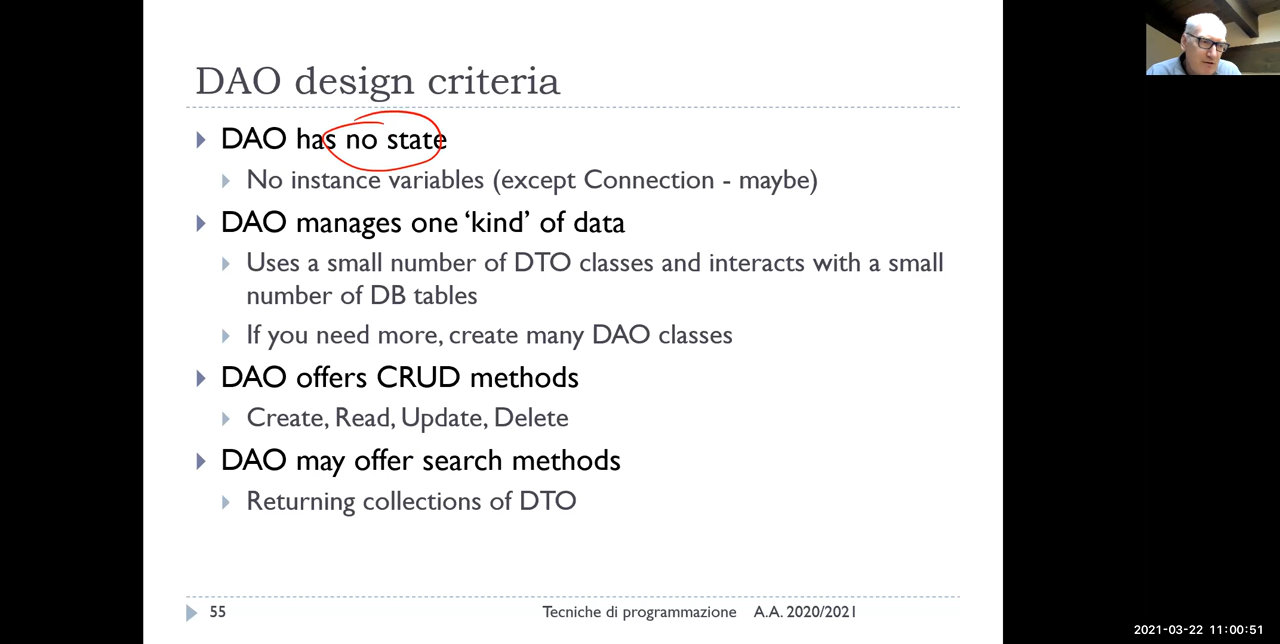 DAO design criteria
DAO has no state
No instance variables (except Connection - maybe)
DAO manages one ‘kind’ of data
Uses a small number of DTO classes and interacts with a small
number of DB tables
If you need more, create many DAO classes
DAO offers CRUD methods
Create, Read, Update, Delete
DAO may offer search methods
Returning collections of DTO
55 Tecniche di programmazione A.A. 2020/2021
2021-03-22 11:00:51